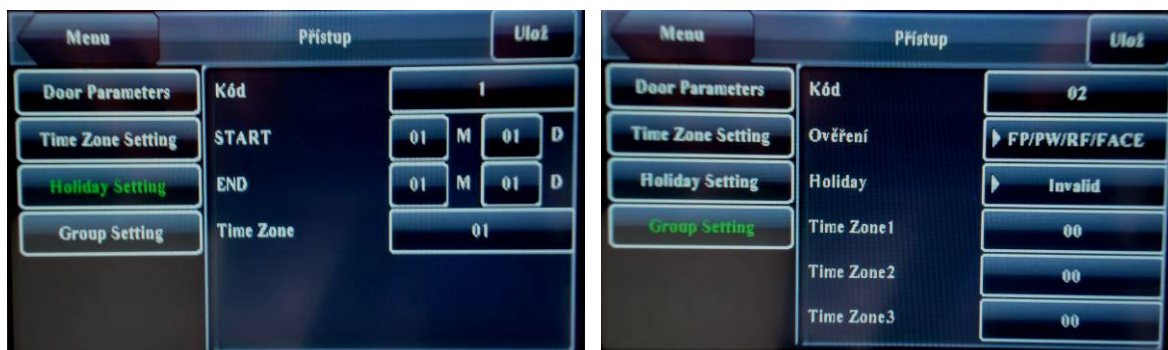 Menu Přístup Ulož
Door Parameters Kód 1
Time Zone Setting START 01 M 01 D
Holiday Setting END 01 M 01 D
Group Setting Time Zone 01
Menu Přístup Ulož
Door Parameters Kód 02
Time Zone Setting Ověření FP/PW/RF/FACE
Holiday Setting Holiday Invalid
Group Setting Time Zone1 00
Time Zone2 00
Time Zone3 00